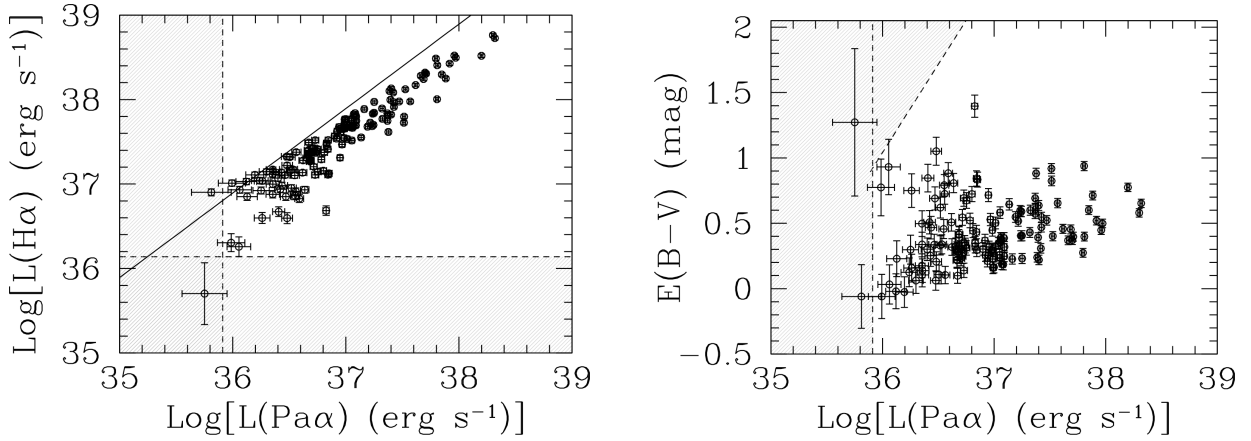 39
38
37
36
35
35 36 37 38 39
Log[L(Hα) (erg s⁻¹)]
Log[L(Paα) (erg s⁻¹)]
2
1.5
1
0.5
0
−0.5
35 36 37 38 39
E(B−V) (mag)
Log[L(Paα) (erg s⁻¹)]